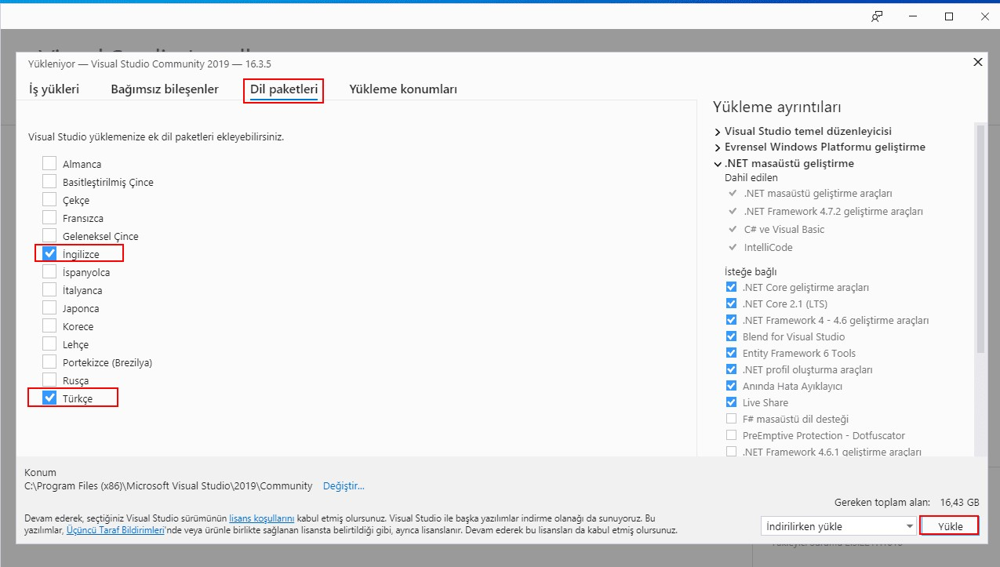 Yükleniyor — Visual Studio Community 2019 — 16.3.5
İş yükleri Bağımsız bileşenler Dil paketleri Yükleme konumları
Visual Studio yüklemenize ek dil paketleri ekleyebilirsiniz.
Almanca
Basitleştirilmiş Çince
Çekçe
Fransızca
Geleneksel Çince
İngilizce
İspanyolca
İtalyanca
Japonca
Korece
Lehçe
Portekizce (Brezilya)
Rusça
Türkçe
Yükleme ayrıntıları
Visual Studio temel düzenleyicisi
Evrensel Windows Platformu geliştirme
.NET masaüstü geliştirme
Dahil edilen
.NET masaüstü geliştirme araçları
.NET Framework 4.7.2 geliştirme araçları
C# ve Visual Basic
IntelliCode
İsteğe bağlı
.NET Core geliştirme araçları
.NET Core 2.1 (LTS)
.NET Framework 4 - 4.6 geliştirme araçları
Blend for Visual Studio
Entity Framework 6 Tools
.NET profil oluşturma araçları
Anında Hata Ayıklayıcı
Live Share
F# masaüstü dil desteği
PreEmptive Protection - Dotfuscator
.NET Framework 4.6.1 geliştirme araçları
Konum
C:\Program Files (x86)\Microsoft Visual Studio\2019\Community Değiştir...
Gereken toplam alan: 16,43 GB
Devam ederek, seçtiğiniz Visual Studio sürümünün lisans koşullarını kabul etmiş olursunuz. Visual Studio ile başka yazılımlar indirme olanağı da sunuyoruz. Bu
yazılımlar, Üçüncü Taraf Bildirimleri'nde veya ürünle birlikte sağlanan lisansta belirtildiği gibi, ayrıca lisanslanır. Devam ederek bu lisansları da kabul etmiş olursunuz.
İndirilirken yükle Yükle